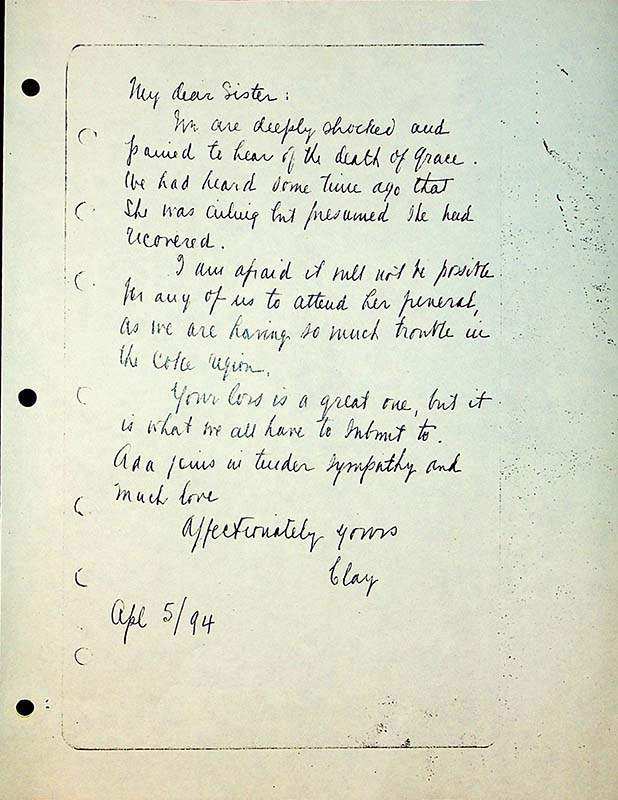 My dear Sister:
We are deeply shocked and
pained to hear of the death of Grace.
We had heard some time ago that
she was ailing but presumed she had
recovered.
I am afraid it will not be possible
for any of us to attend her funeral,
as we are having so much trouble in
the coke region.
Your loss is a great one, but it
is what we all have to submit to.
Ada joins in tender sympathy and
much love
Affectionately yours
Clay
Apl 5/94